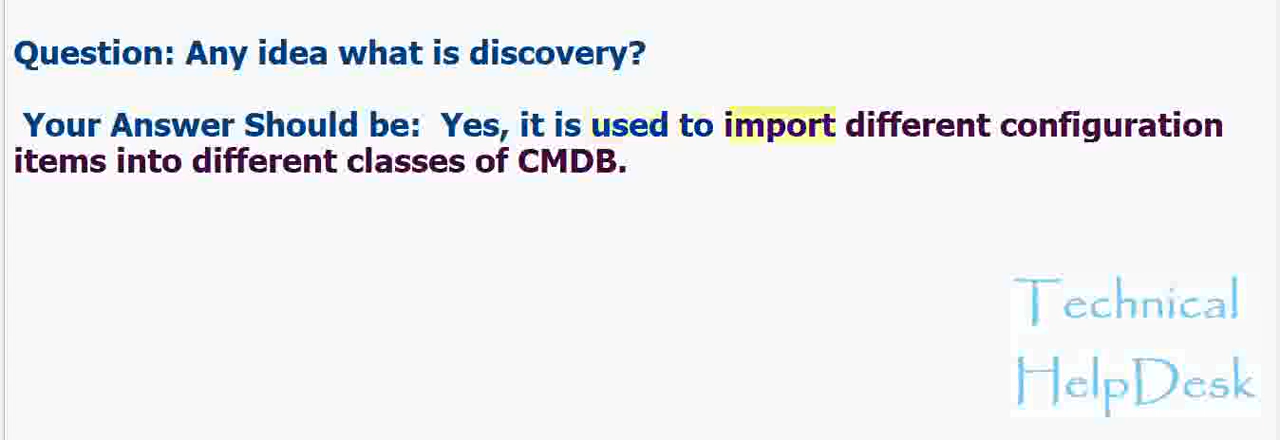 Question: Any idea what is discovery?
Your Answer Should be: Yes, it is used to import different configuration
items into different classes of CMDB.
Technical
HelpDesk